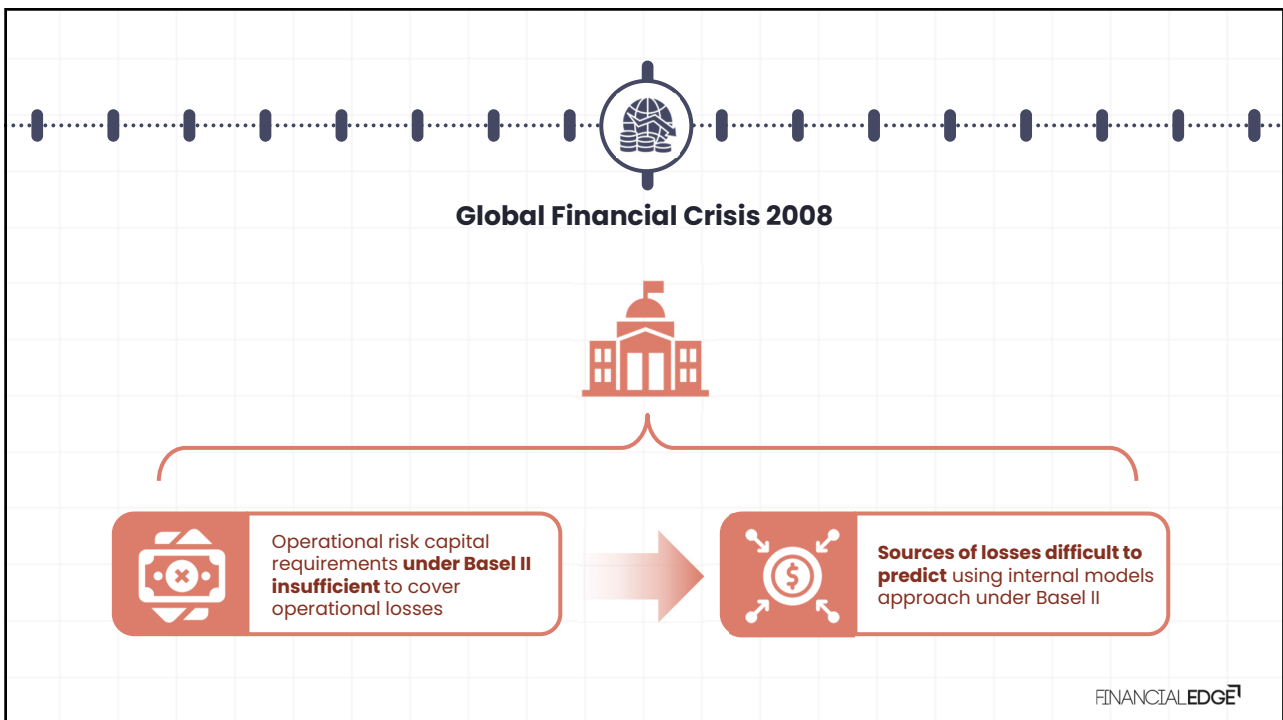 Global Financial Crisis 2008
Operational risk capital
requirements under Basel II
insufficient to cover
operational losses
Sources of losses difficult to
predict using internal models
approach under Basel II
FINANCIALEDGE